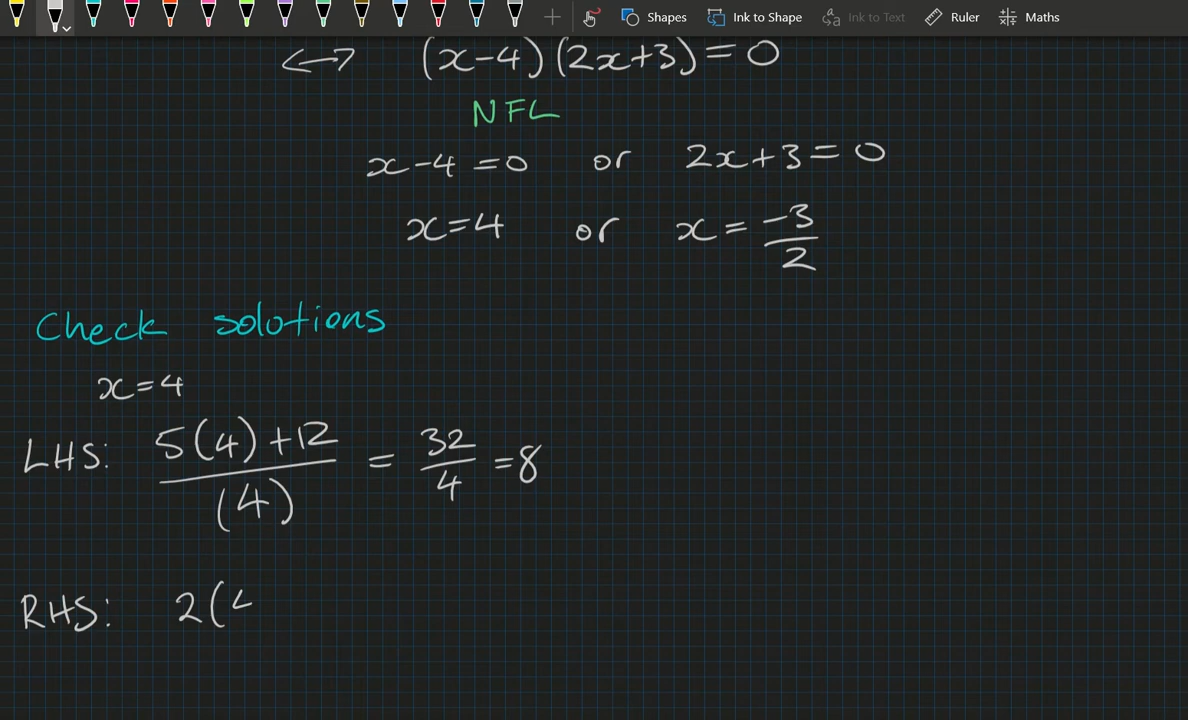 Shapes Ink to Shape Ink to Text Ruler Maths
<-> (x-4)(2x+3)=0
NFL
x-4=0 or 2x+3=0
x=4 or x=-3/2
Check solutions
x=4
LHS: 5(4)+12/(4) = 32/4 =8
RHS: 2(4